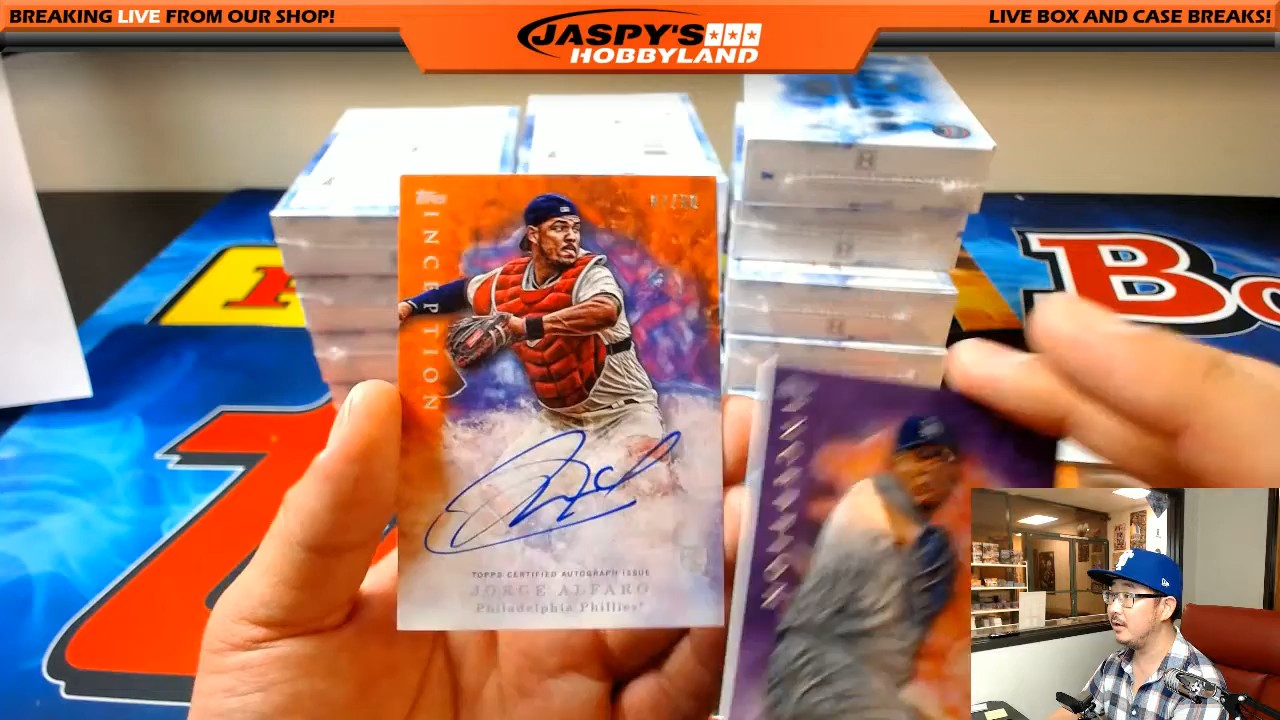 BREAKING LIVE FROM OUR SHOP!
JASPY'S
HOBBYLAND
LIVE BOX AND CASE BREAKS!
Topps
INCEPTION
TOPPS CERTIFIED AUTOGRAPH ISSUE
JORGE ALFARO
Philadelphia Phillies
B